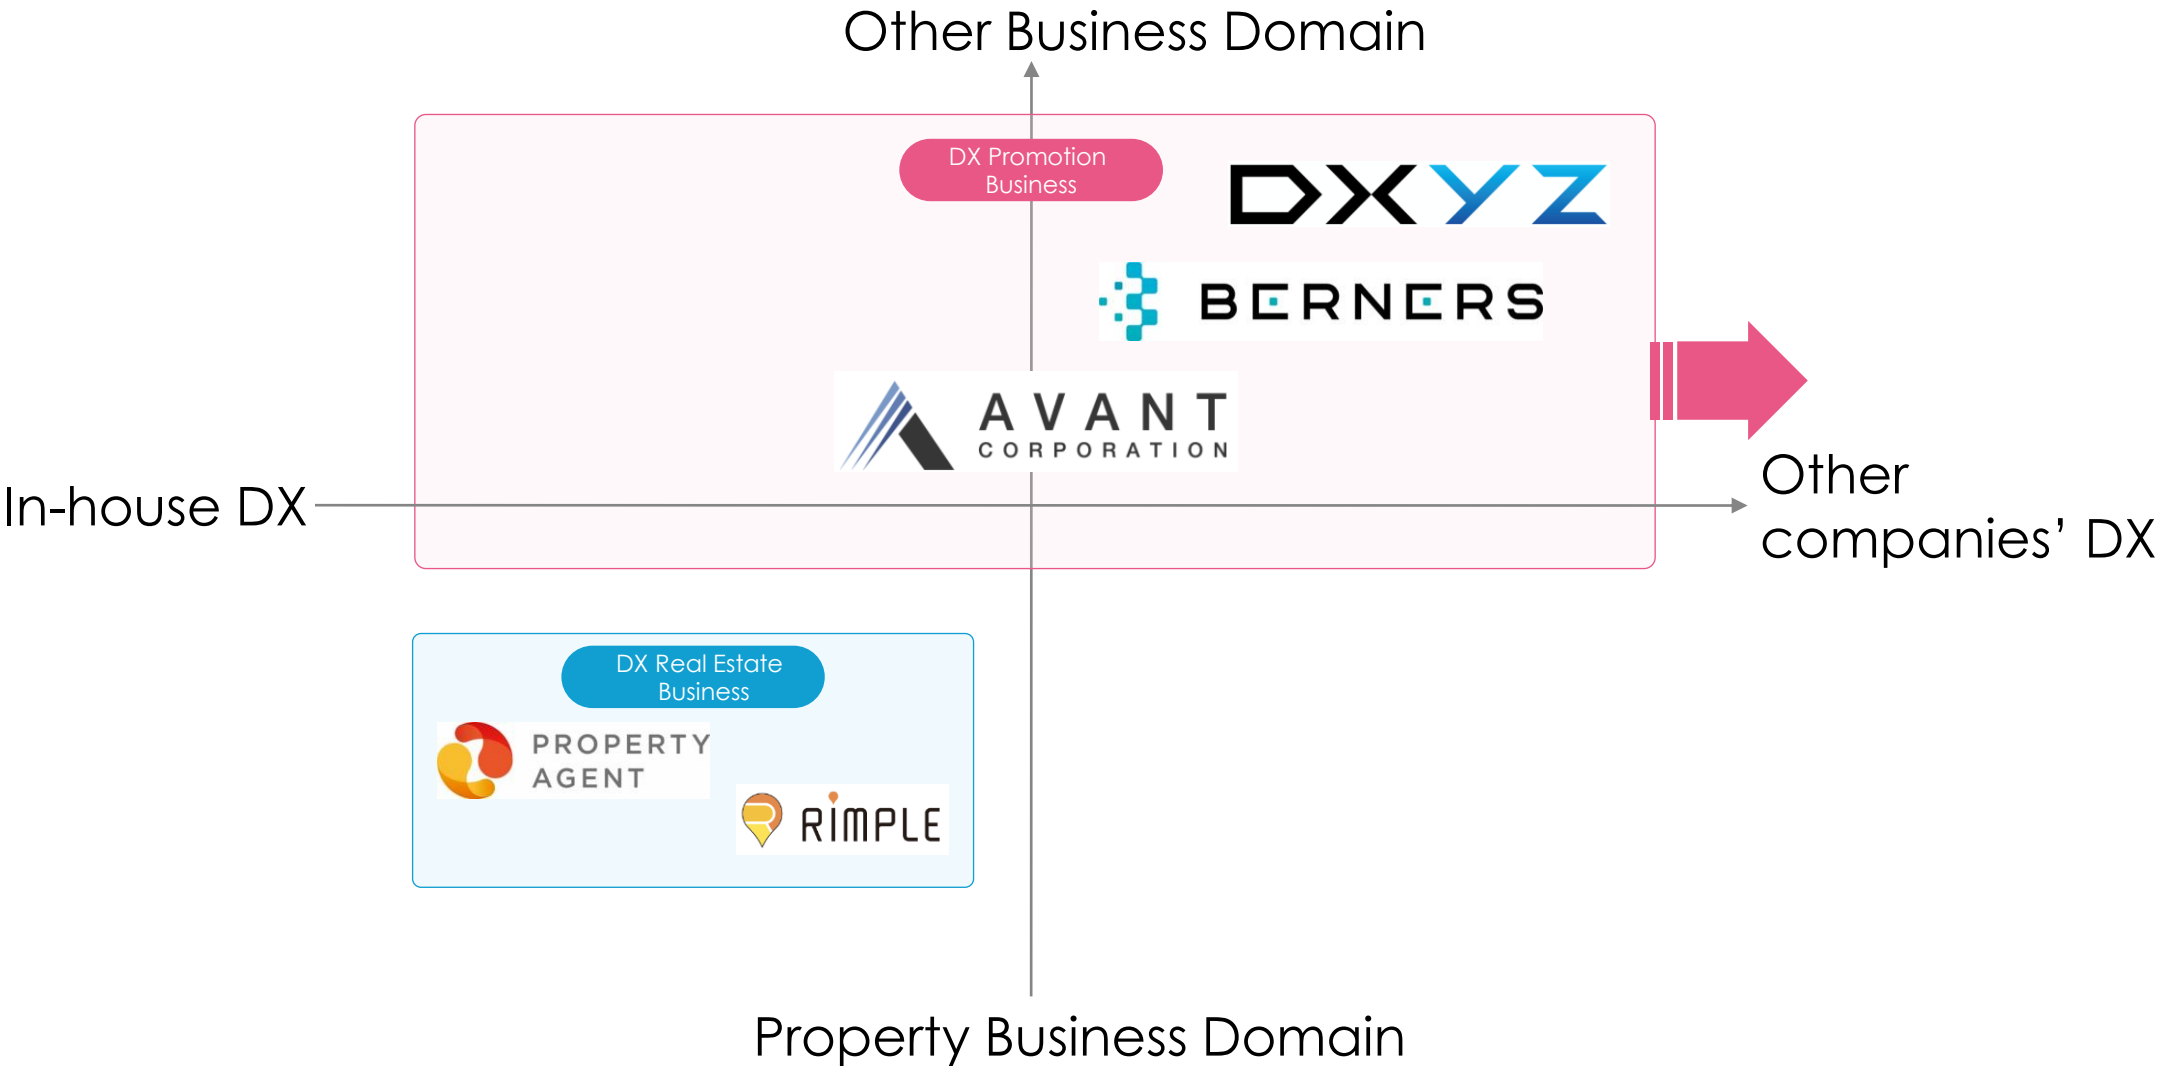 Other Business Domain
DX Promotion
Business
DXYZ
BERNERS
AVANT
CORPORATION
In-house DX
Other
companies’ DX
DX Real Estate
Business
PROPERTY
AGENT
RIMPLE
Property Business Domain